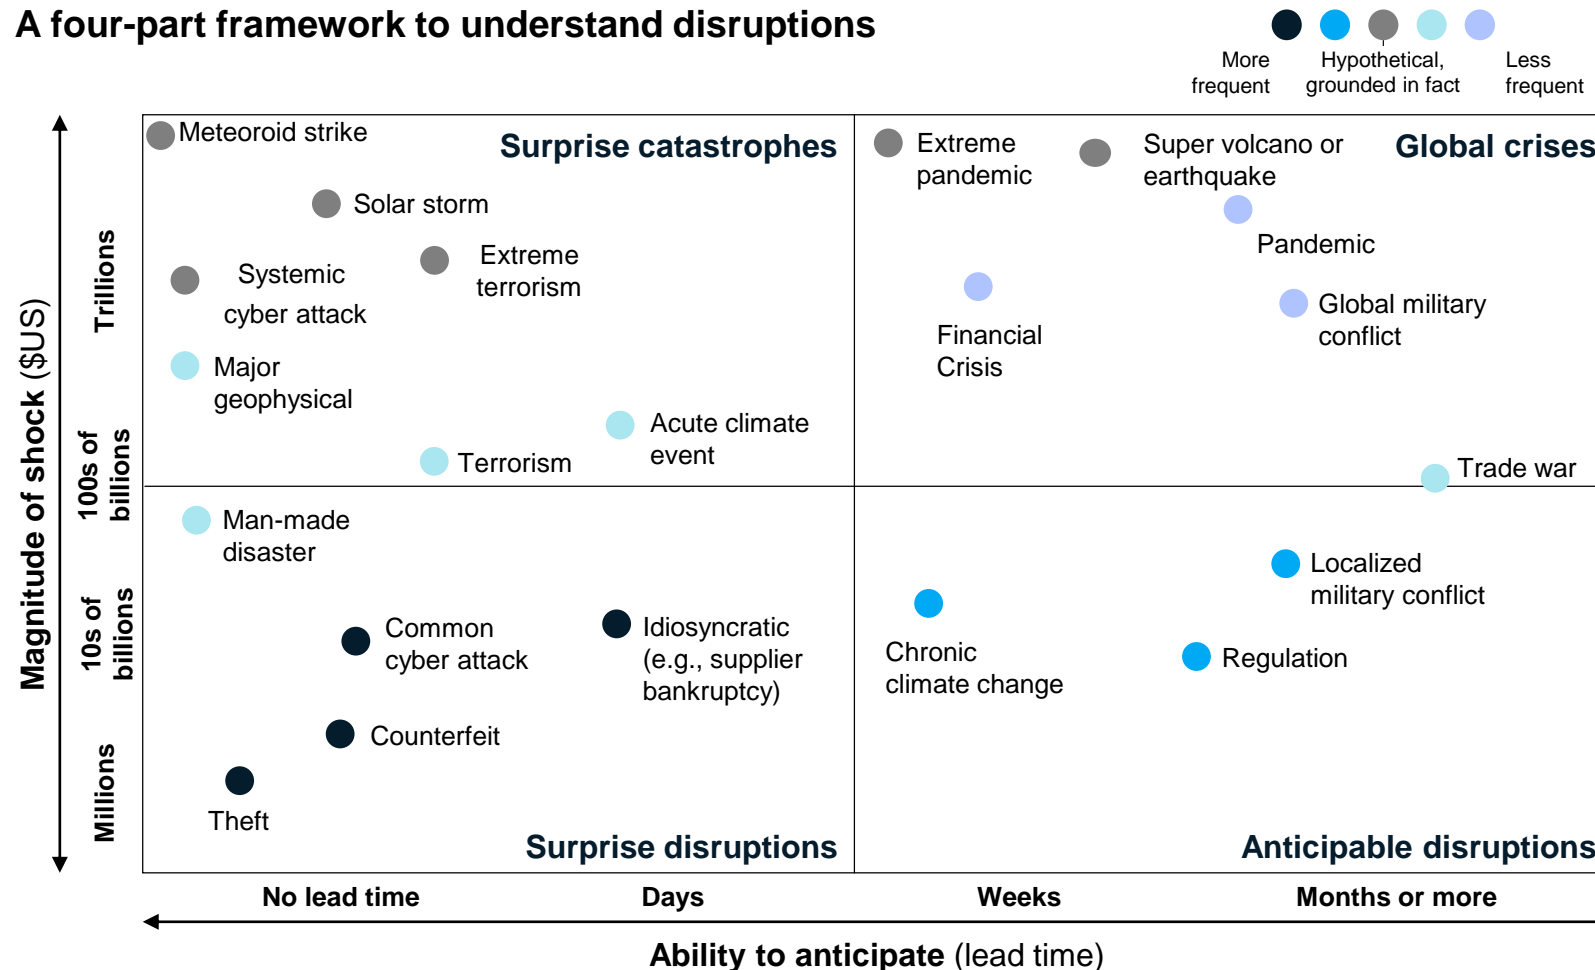 A four-part framework to understand disruptions
More
frequent
Hypothetical,
grounded in fact
Less
frequent
Magnitude of shock ($US)
Trillions
100s of
billions
10s of
billions
Millions
Surprise catastrophes
Meteoroid strike
Solar storm
Systemic
cyber attack
Extreme
terrorism
Major
geophysical
Acute climate
event
Terrorism
Global crises
Extreme
pandemic
Super volcano or
earthquake
Pandemic
Financial
Crisis
Global military
conflict
Trade war
Man-made
disaster
Common
cyber attack
Idiosyncratic
(e.g., supplier
bankruptcy)
Counterfeit
Theft
Surprise disruptions
Localized
military conflict
Chronic
climate change
Regulation
Anticipable disruptions
No lead time
Days
Weeks
Months or more
Ability to anticipate (lead time)